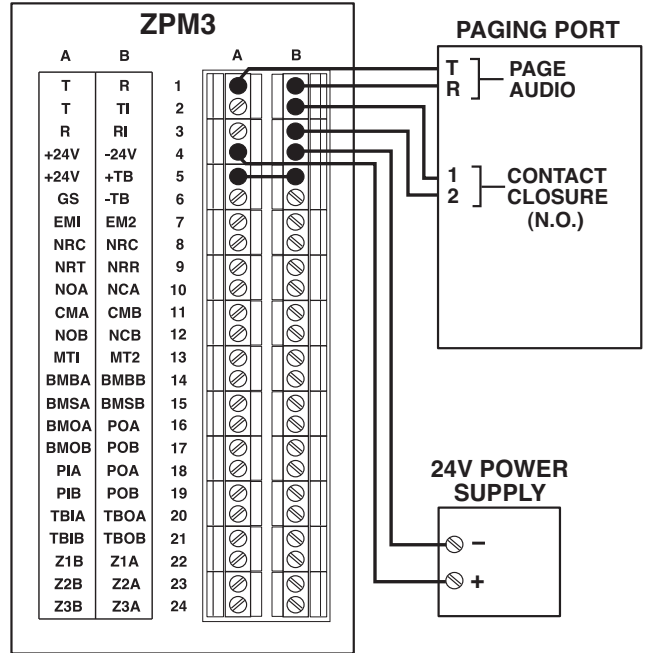 ZPM3
A B A B
T R 1
T TI 2
R RI 3
+24V -24V 4
+24V +TB 5
GS -TB 6
EMI EM2 7
NRC NRC 8
NRT NRR 9
NOA NCA 10
CMA CMB 11
NOB NCB 12
MTI MT2 13
BMBA BMBB 14
BMSA BMSB 15
BMOA POA 16
BMOB POB 17
PIA POA 18
PIB POB 19
TBIA TBOA 20
TBIB TBOB 21
Z1B Z1A 22
Z2B Z2A 23
Z3B Z3A 24
PAGING PORT
T PAGE
R AUDIO
1 CONTACT
2 CLOSURE
(N.O.)
24V POWER
SUPPLY
−
+